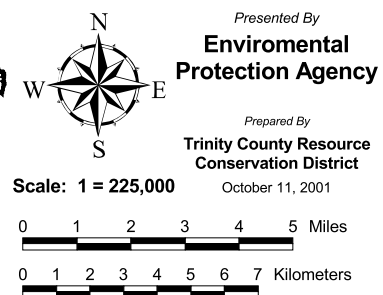 Presented By
Enviromental
Protection Agency
N
W E
S
Prepared By
Trinity County Resource
Conservation District
Scale: 1 = 225,000
October 11, 2001
0 1 2 3 4 5 Miles
0 1 2 3 4 5 6 7 Kilometers